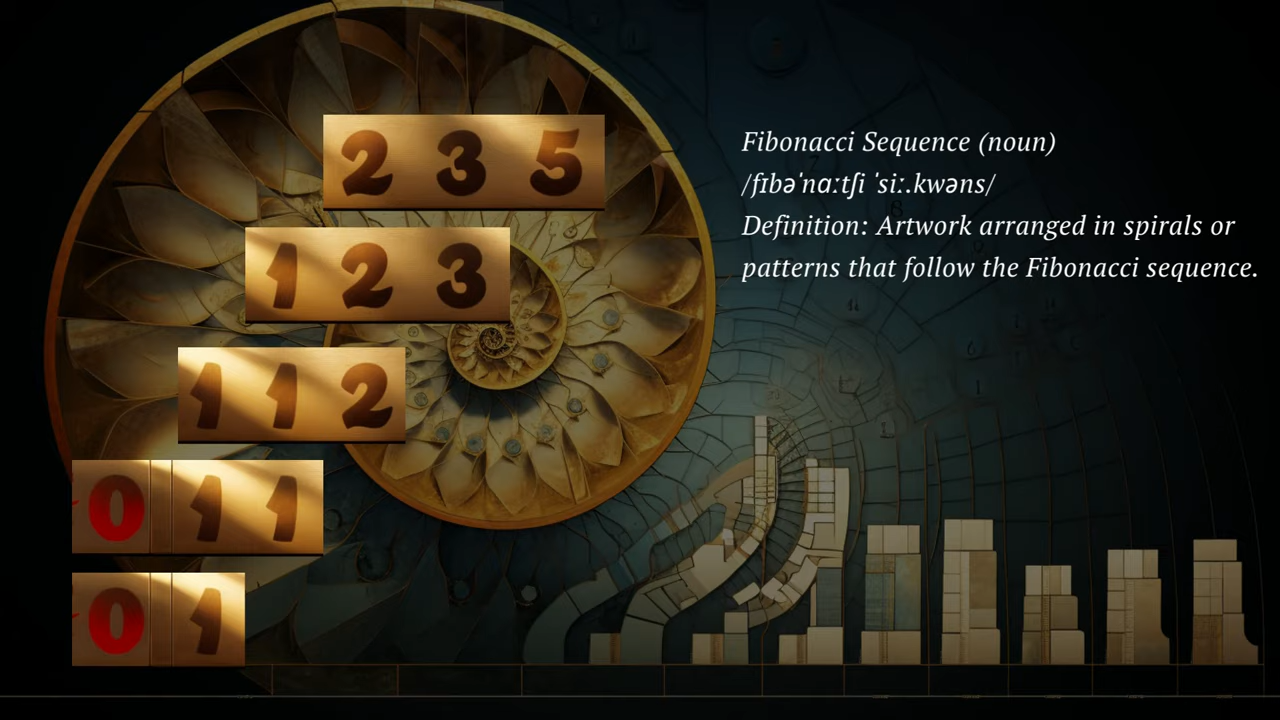 2 3 5
1 2 3
1 1 2
0 1 1
0 1
Fibonacci Sequence (noun)
/fɪbəˈnɑːtʃi ˈsiː.kwəns/
Definition: Artwork arranged in spirals or
patterns that follow the Fibonacci sequence.